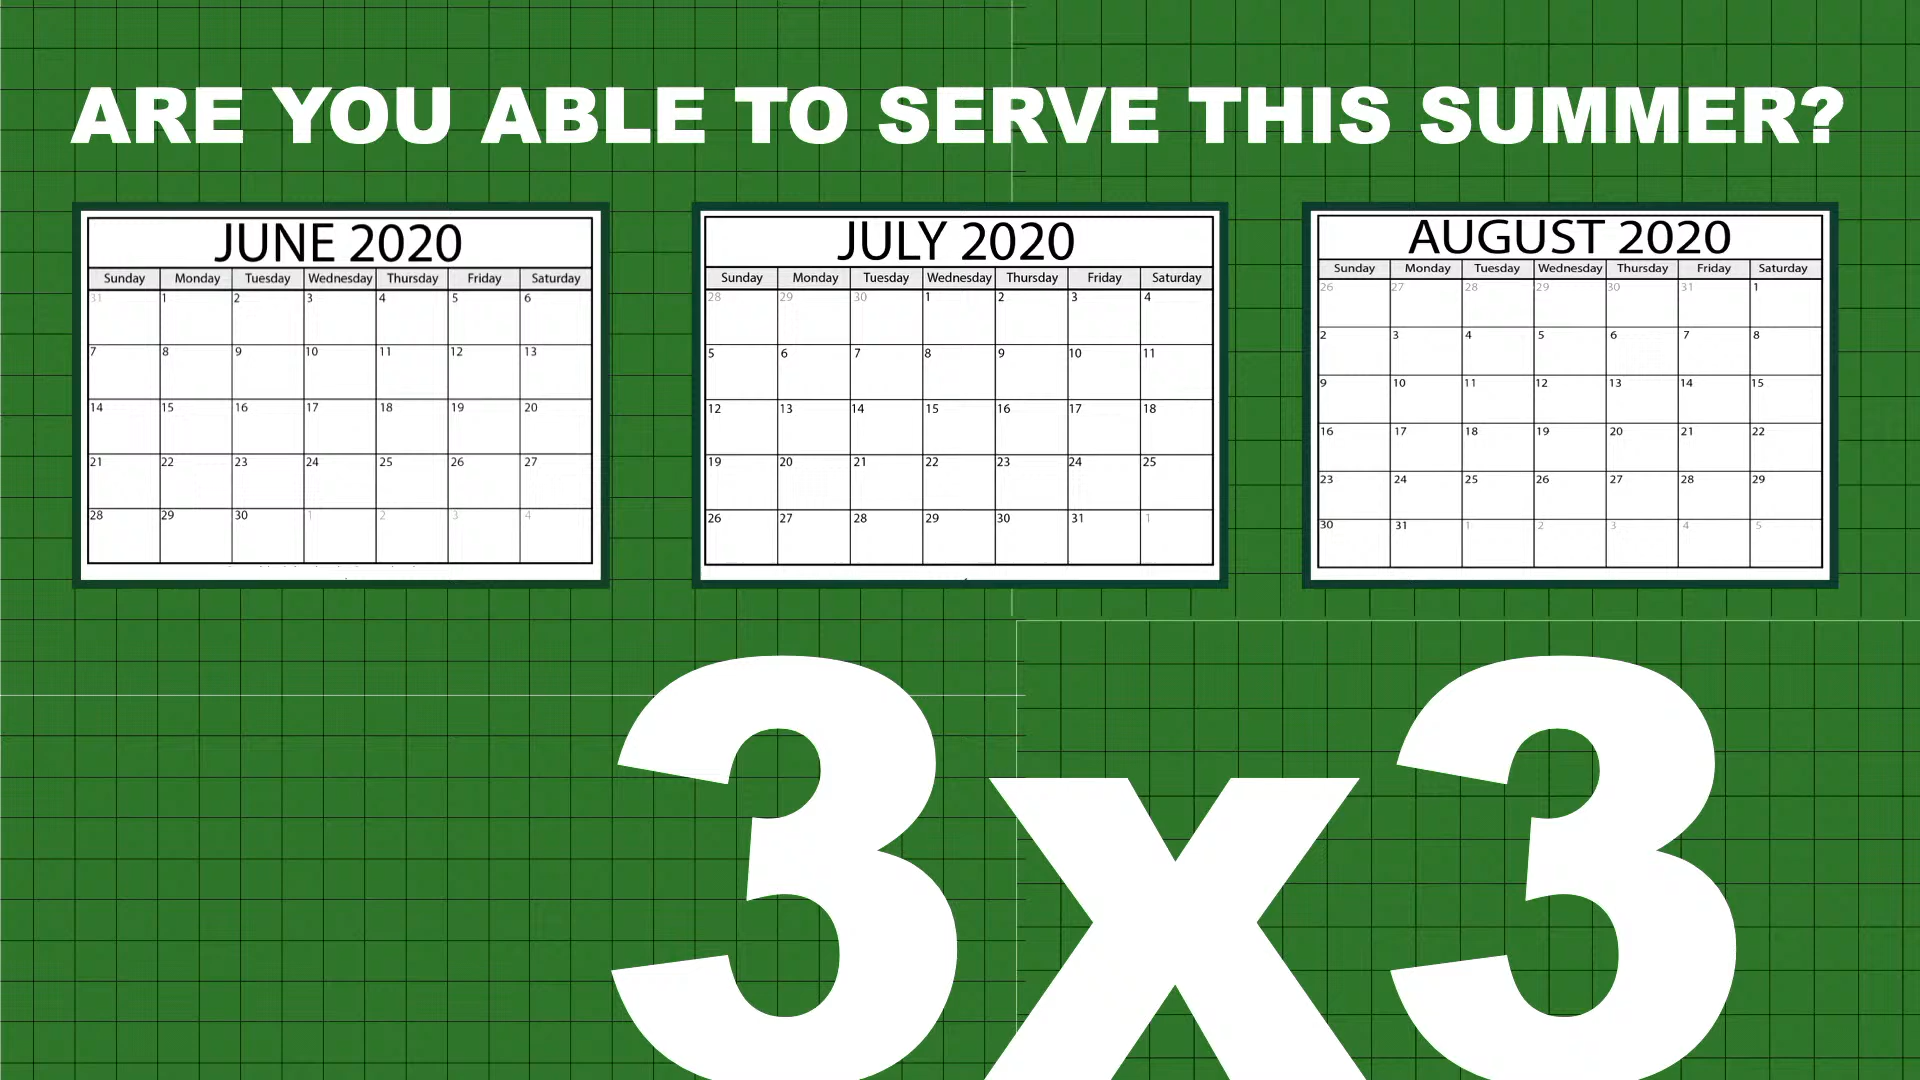 ARE YOU ABLE TO SERVE THIS SUMMER?
JUNE 2020
Sunday Monday Tuesday Wednesday Thursday Friday Saturday
31 1 2 3 4 5 6
7 8 9 10 11 12 13
14 15 16 17 18 19 20
21 22 23 24 25 26 27
28 29 30 1 2 3 4
JULY 2020
Sunday Monday Tuesday Wednesday Thursday Friday Saturday
28 29 30 1 2 3 4
5 6 7 8 9 10 11
12 13 14 15 16 17 18
19 20 21 22 23 24 25
26 27 28 29 30 31 1
AUGUST 2020
Sunday Monday Tuesday Wednesday Thursday Friday Saturday
26 27 28 29 30 31 1
2 3 4 5 6 7 8
9 10 11 12 13 14 15
16 17 18 19 20 21 22
23 24 25 26 27 28 29
30 31 1 2 3 4 5
3x3